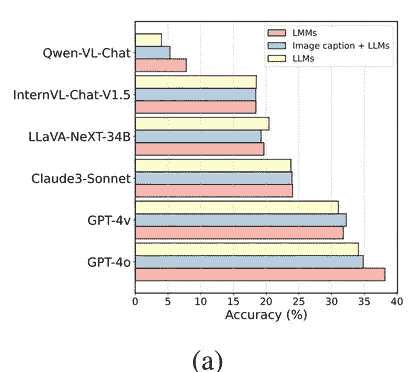 LMMs
Image caption + LLMs
LLMs
Qwen-VL-Chat
InternVL-Chat-V1.5
LLaVA-NeXT-34B
Claude3-Sonnet
GPT-4v
GPT-4o
0 5 10 15 20 25 30 35 40
Accuracy (%)
(a)